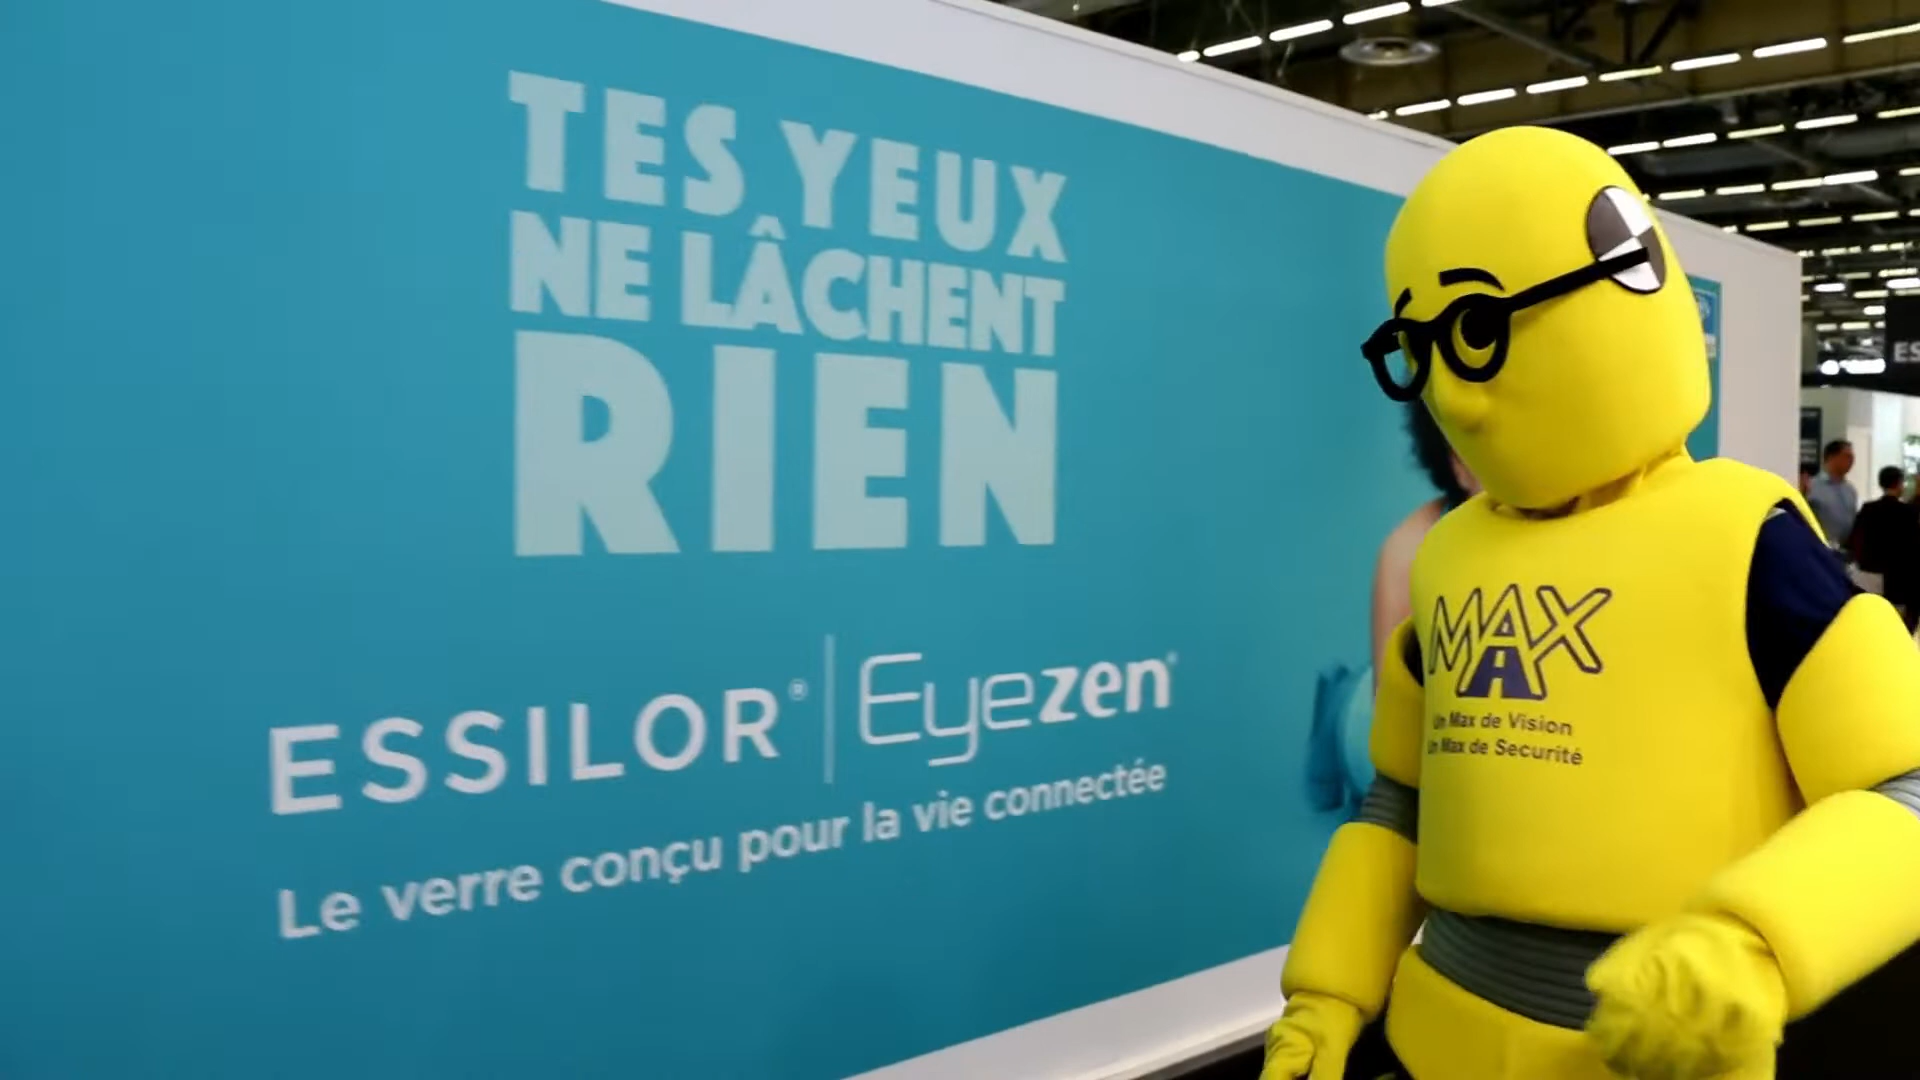 TES YEUX
NE LÂCHENT
RIEN
ESSILOR® | Eyezen®
Le verre conçu pour la vie connectée
MAX
Un Max de Vision
Un Max de Securité
ES